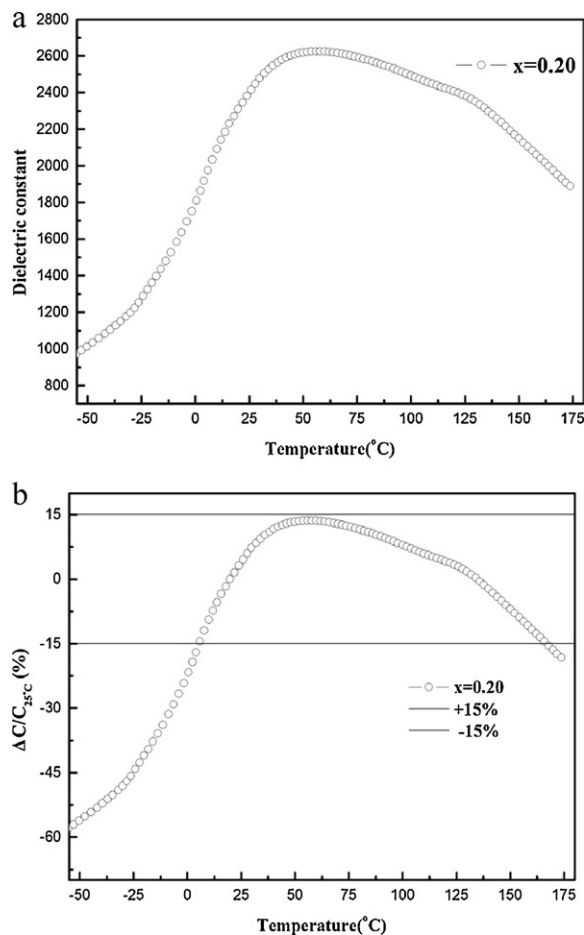 a
2800
2600
2400
2200
2000
1800
1600
1400
1200
1000
800
Dielectric constant
x=0.20
-50 -25 0 25 50 75 100 125 150 175
Temperature(°C)
b
15
0
-15
-30
-45
-60
ΔC/C25°C (%)
x=0.20
+15%
-15%
-50 -25 0 25 50 75 100 125 150 175
Temperature(°C)